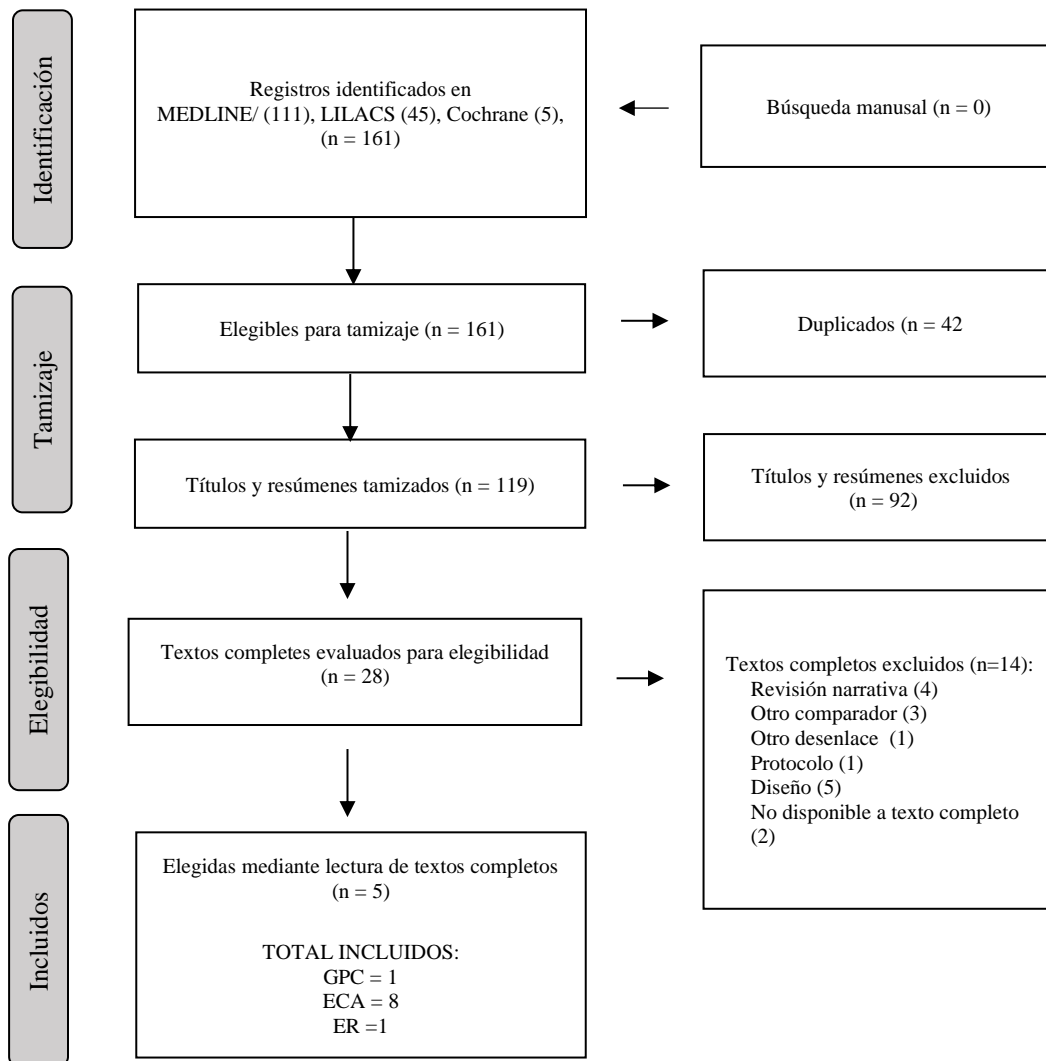 Identificación
Registros identificados en
MEDLINE/ (111), LILACS (45), Cochrane (5),
(n = 161)
Búsqueda manusal (n = 0)
Tamizaje
Elegibles para tamizaje (n = 161)
Duplicados (n = 42
Títulos y resúmenes tamizados (n = 119)
Títulos y resúmenes excluidos
(n = 92)
Elegibilidad
Textos completes evaluados para elegibilidad
(n = 28)
Textos completos excluidos (n=14):
Revisión narrativa (4)
Otro comparador (3)
Otro desenlace (1)
Protocolo (1)
Diseño (5)
No disponible a texto completo
(2)
Incluidos
Elegidas mediante lectura de textos completos
(n = 5)
TOTAL INCLUIDOS:
GPC = 1
ECA = 8
ER =1